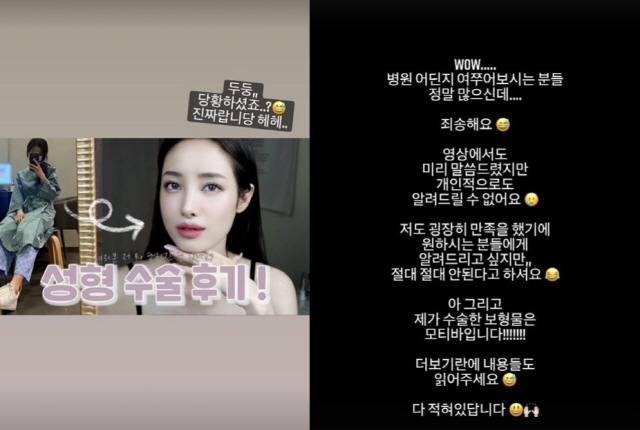 두둥,,
당황하셨죠..?😅
진짜랍니당 헤헤..
성형 수술 후기 !
WOW.....
병원 어딘지 여쭈어보시는 분들
정말 많으신데....
죄송해요 😅
영상에서도
미리 말씀드렸지만
개인적으로도
알려드릴 수 없어요 🥲
저도 굉장히 만족을 했기에
원하시는 분들에게
알려드리고 싶지만,,
절대 절대 안된다고 하셔요 😂
아 그리고
제가 수술한 보형물은
모티바입니다!!!!!!!
더보기란에 내용들도
읽어주세요 😅
다 적혀있답니다 😃🙌🏻